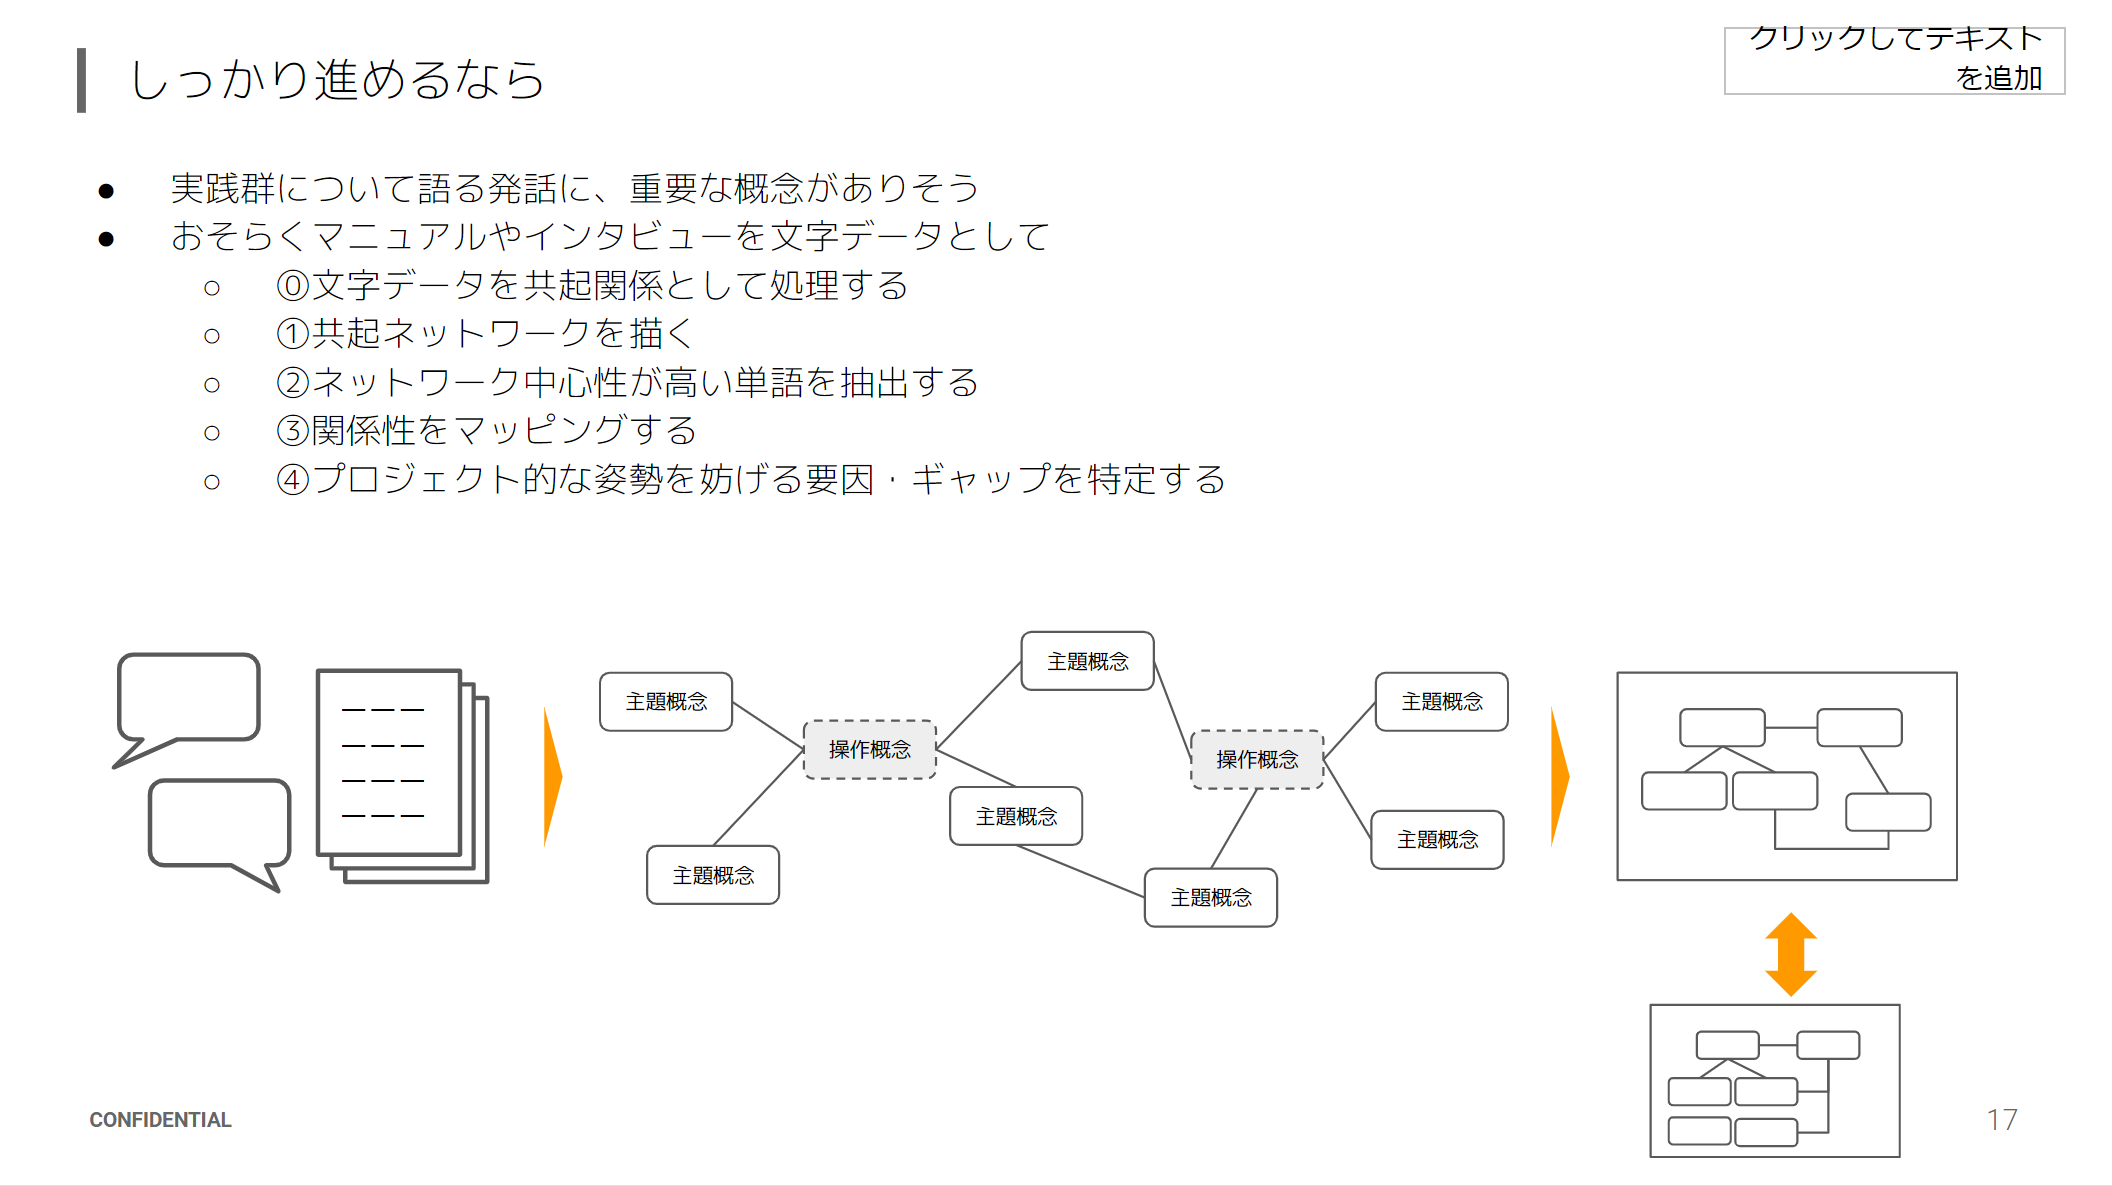 しっかり進めるなら
クリックしてテキスト
を追加
● 実践群について語る発話に、重要な概念がありそう
● おそらくマニュアルやインタビューを文字データとして
○ ⓪文字データを共起関係として処理する
○ ①共起ネットワークを描く
○ ②ネットワーク中心性が高い単語を抽出する
○ ③関係性をマッピングする
○ ④プロジェクト的な姿勢を妨げる要因・ギャップを特定する
主題概念
主題概念
主題概念
操作概念
操作概念
主題概念
主題概念
主題概念
主題概念
CONFIDENTIAL
17